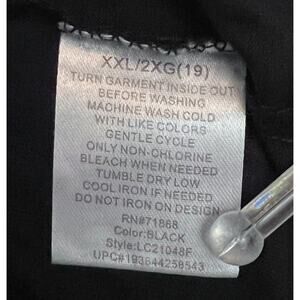 XXL/2XG(19)
TURN GARMENT INSIDE OUT
BEFORE WASHING
MACHINE WASH COLD
WITH LIKE COLORS
GENTLE CYCLE
ONLY NON-CHLORINE
BLEACH WHEN NEEDED
TUMBLE DRY LOW
COOL IRON IF NEEDED
DO NOT IRON ON DESIGN
RN#71868
Color:BLACK
Style:LC21048F
UPC#193644258543